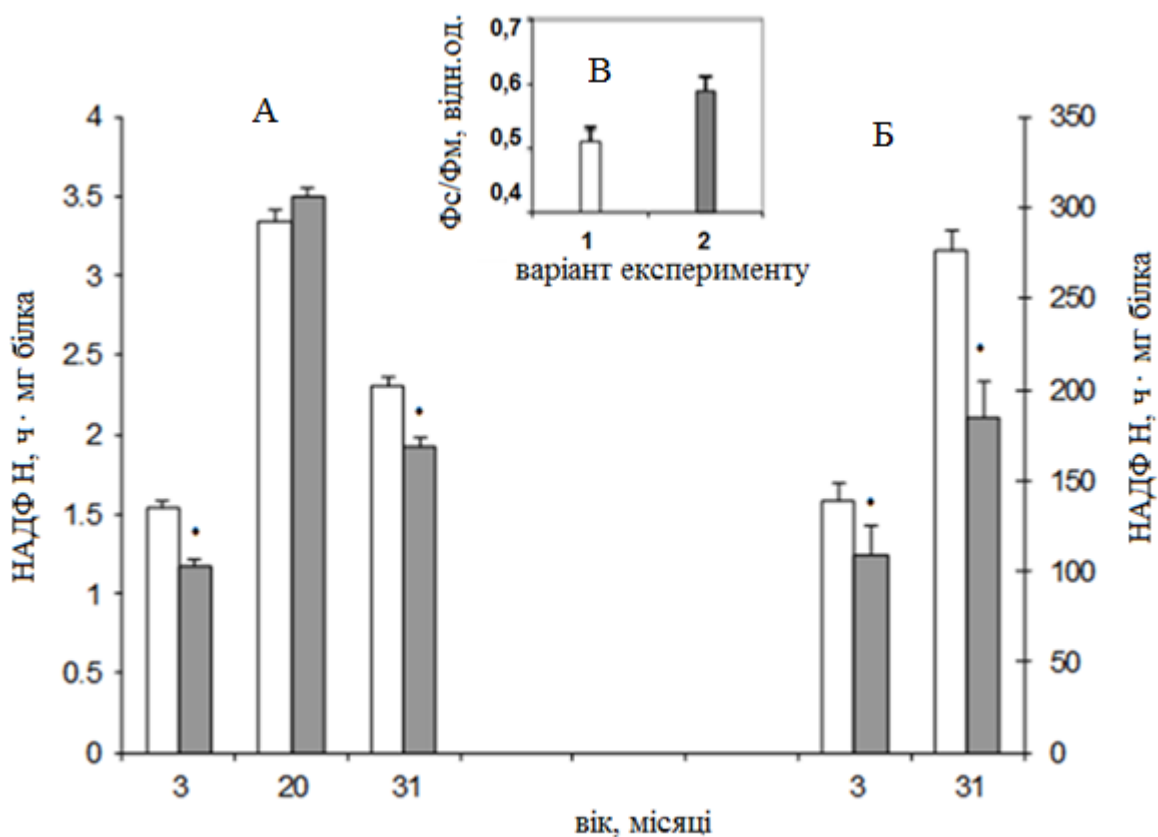 0,7
0,6
0,5
0,4
Фс/Фм, відн.од.
В
1 2
варіант експерименту
А
Б
4
3.5
3
2.5
2
1.5
1
0.5
0
НАДФ Н, ч · мг білка
350
300
250
200
150
100
50
0
НАДФ Н, ч · мг білка
3 20 31 3 31
вік, місяці